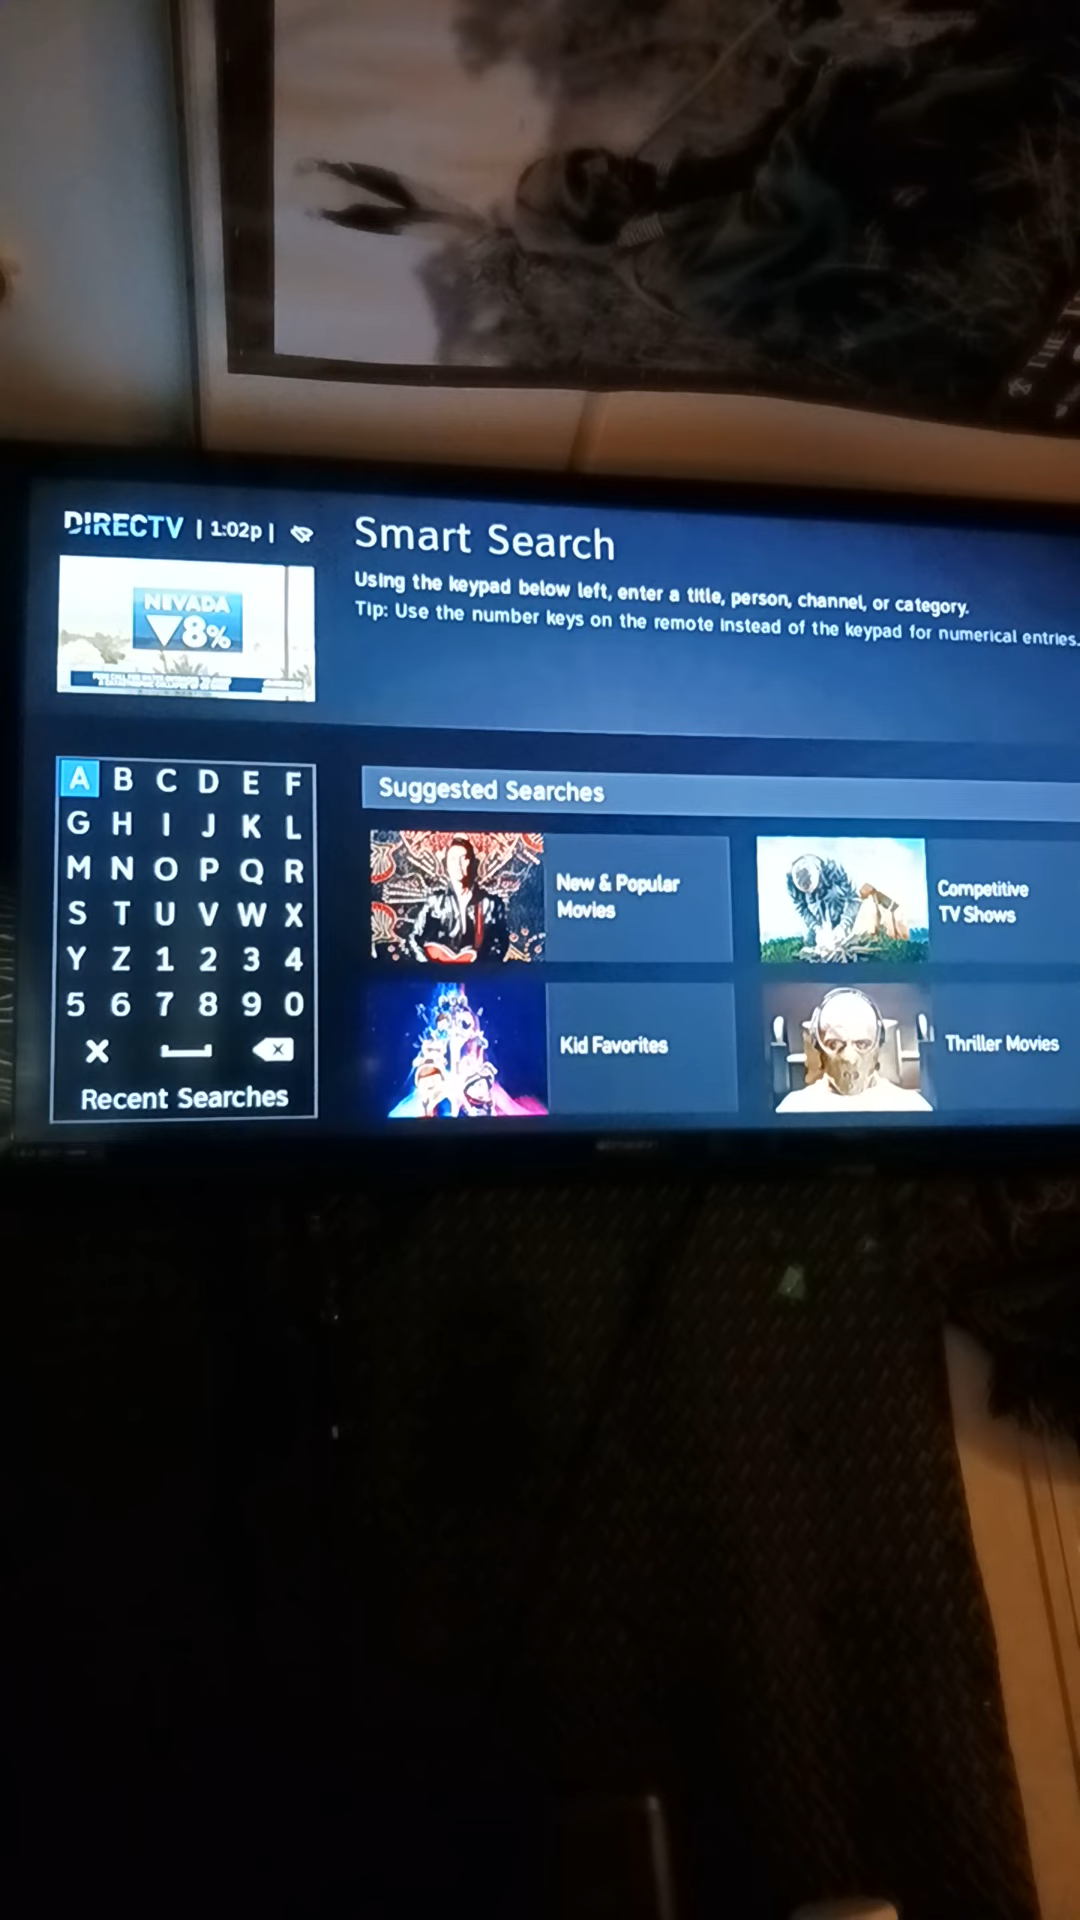 THE
DIRECTV | 1:02p |
NEVADA
▼8%
Smart Search
Using the keypad below left, enter a title, person, channel, or category.
Tip: Use the number keys on the remote instead of the keypad for numerical entries.
A B C D E F
G H I J K L
M N O P Q R
S T U V W X
Y Z 1 2 3 4
5 6 7 8 9 0
Recent Searches
Suggested Searches
New & Popular
Movies
Competitive
TV Shows
Kid Favorites
Thriller Movies